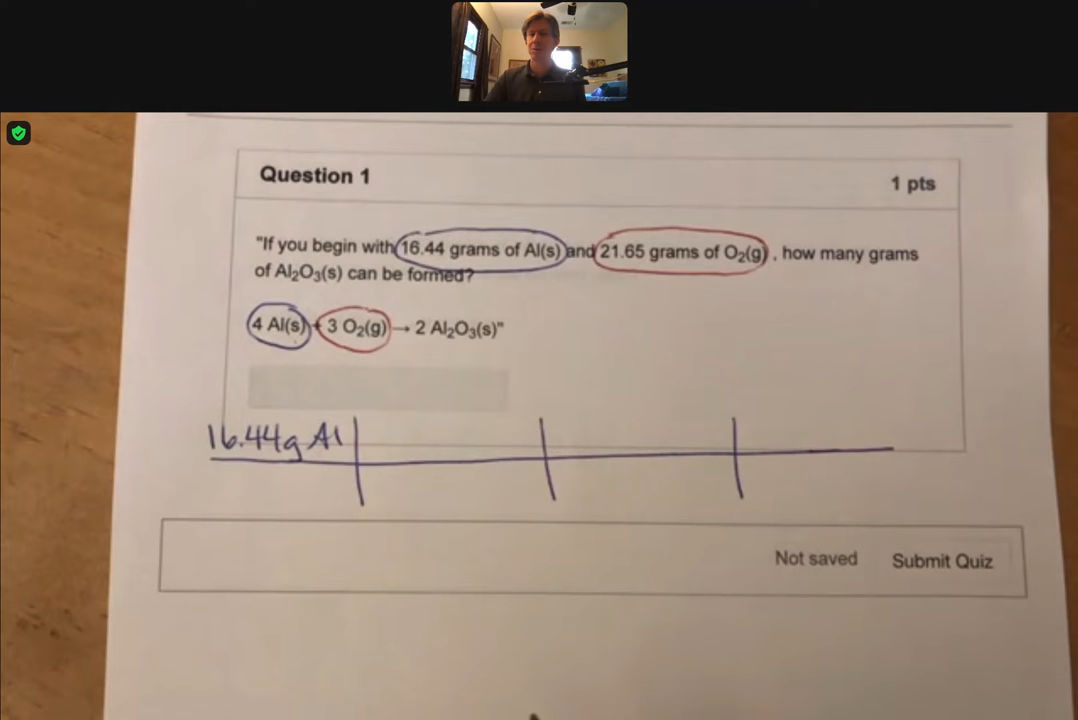 Question 1
1 pts
"If you begin with 16.44 grams of Al(s) and 21.65 grams of O₂(g) , how many grams
of Al₂O₃(s) can be formed?
4 Al(s) + 3 O₂(g) → 2 Al₂O₃(s)"
16.44g Al
Not saved Submit Quiz